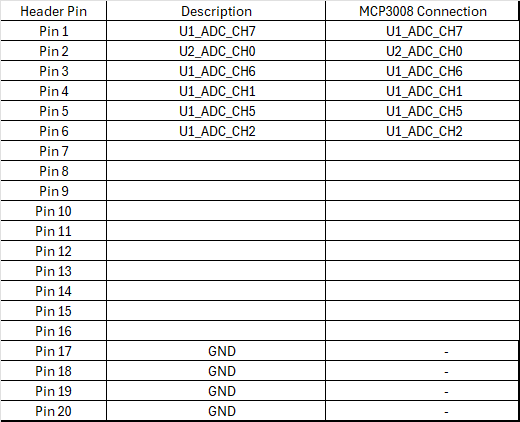 Header Pin Description MCP3008 Connection
Pin 1 U1_ADC_CH7 U1_ADC_CH7
Pin 2 U2_ADC_CH0 U2_ADC_CH0
Pin 3 U1_ADC_CH6 U1_ADC_CH6
Pin 4 U1_ADC_CH1 U1_ADC_CH1
Pin 5 U1_ADC_CH5 U1_ADC_CH5
Pin 6 U1_ADC_CH2 U1_ADC_CH2
Pin 7
Pin 8
Pin 9
Pin 10
Pin 11
Pin 12
Pin 13
Pin 14
Pin 15
Pin 16
Pin 17 GND -
Pin 18 GND -
Pin 19 GND -
Pin 20 GND -